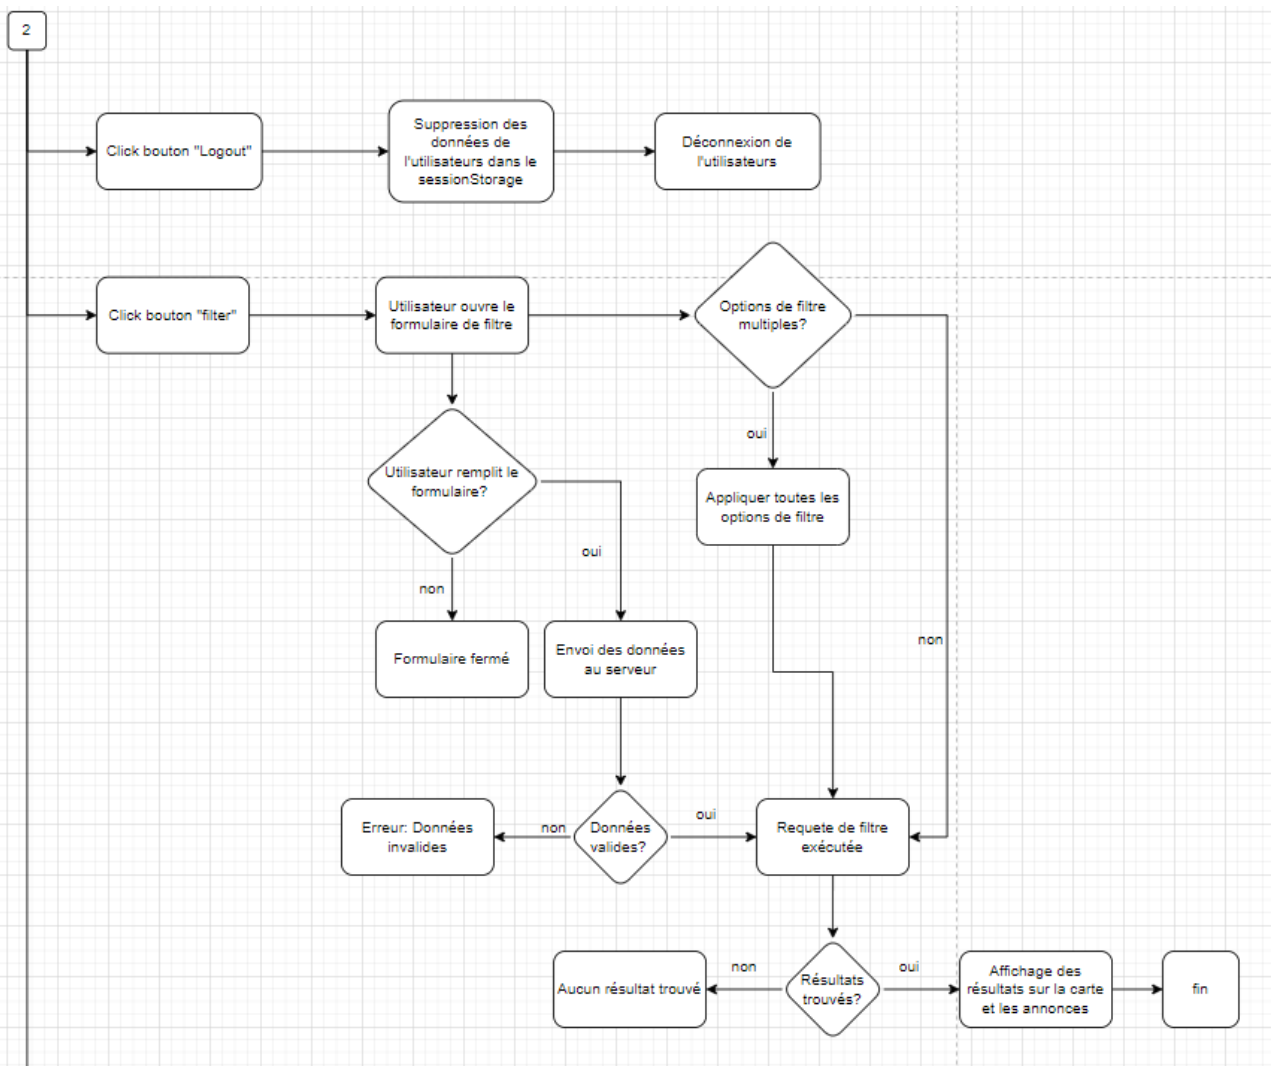 2
Click bouton "Logout"
Suppression des
données de
l'utilisateurs dans le
sessionStorage
Déconnexion de
l'utilisateurs
Click bouton "filter"
Utilisateur ouvre le
formulaire de filtre
Options de filtre
multiples?
oui
Utilisateur remplit le
formulaire?
Appliquer toutes les
options de filtre
oui
non
non
Formulaire fermé
Envoi des données
au serveur
Erreur: Données
invalides
non
Données
valides?
oui
Requete de filtre
exécutée
Aucun résultat trouvé
non
Résultats
trouvés?
oui
Affichage des
résultats sur la carte
et les annonces
fin